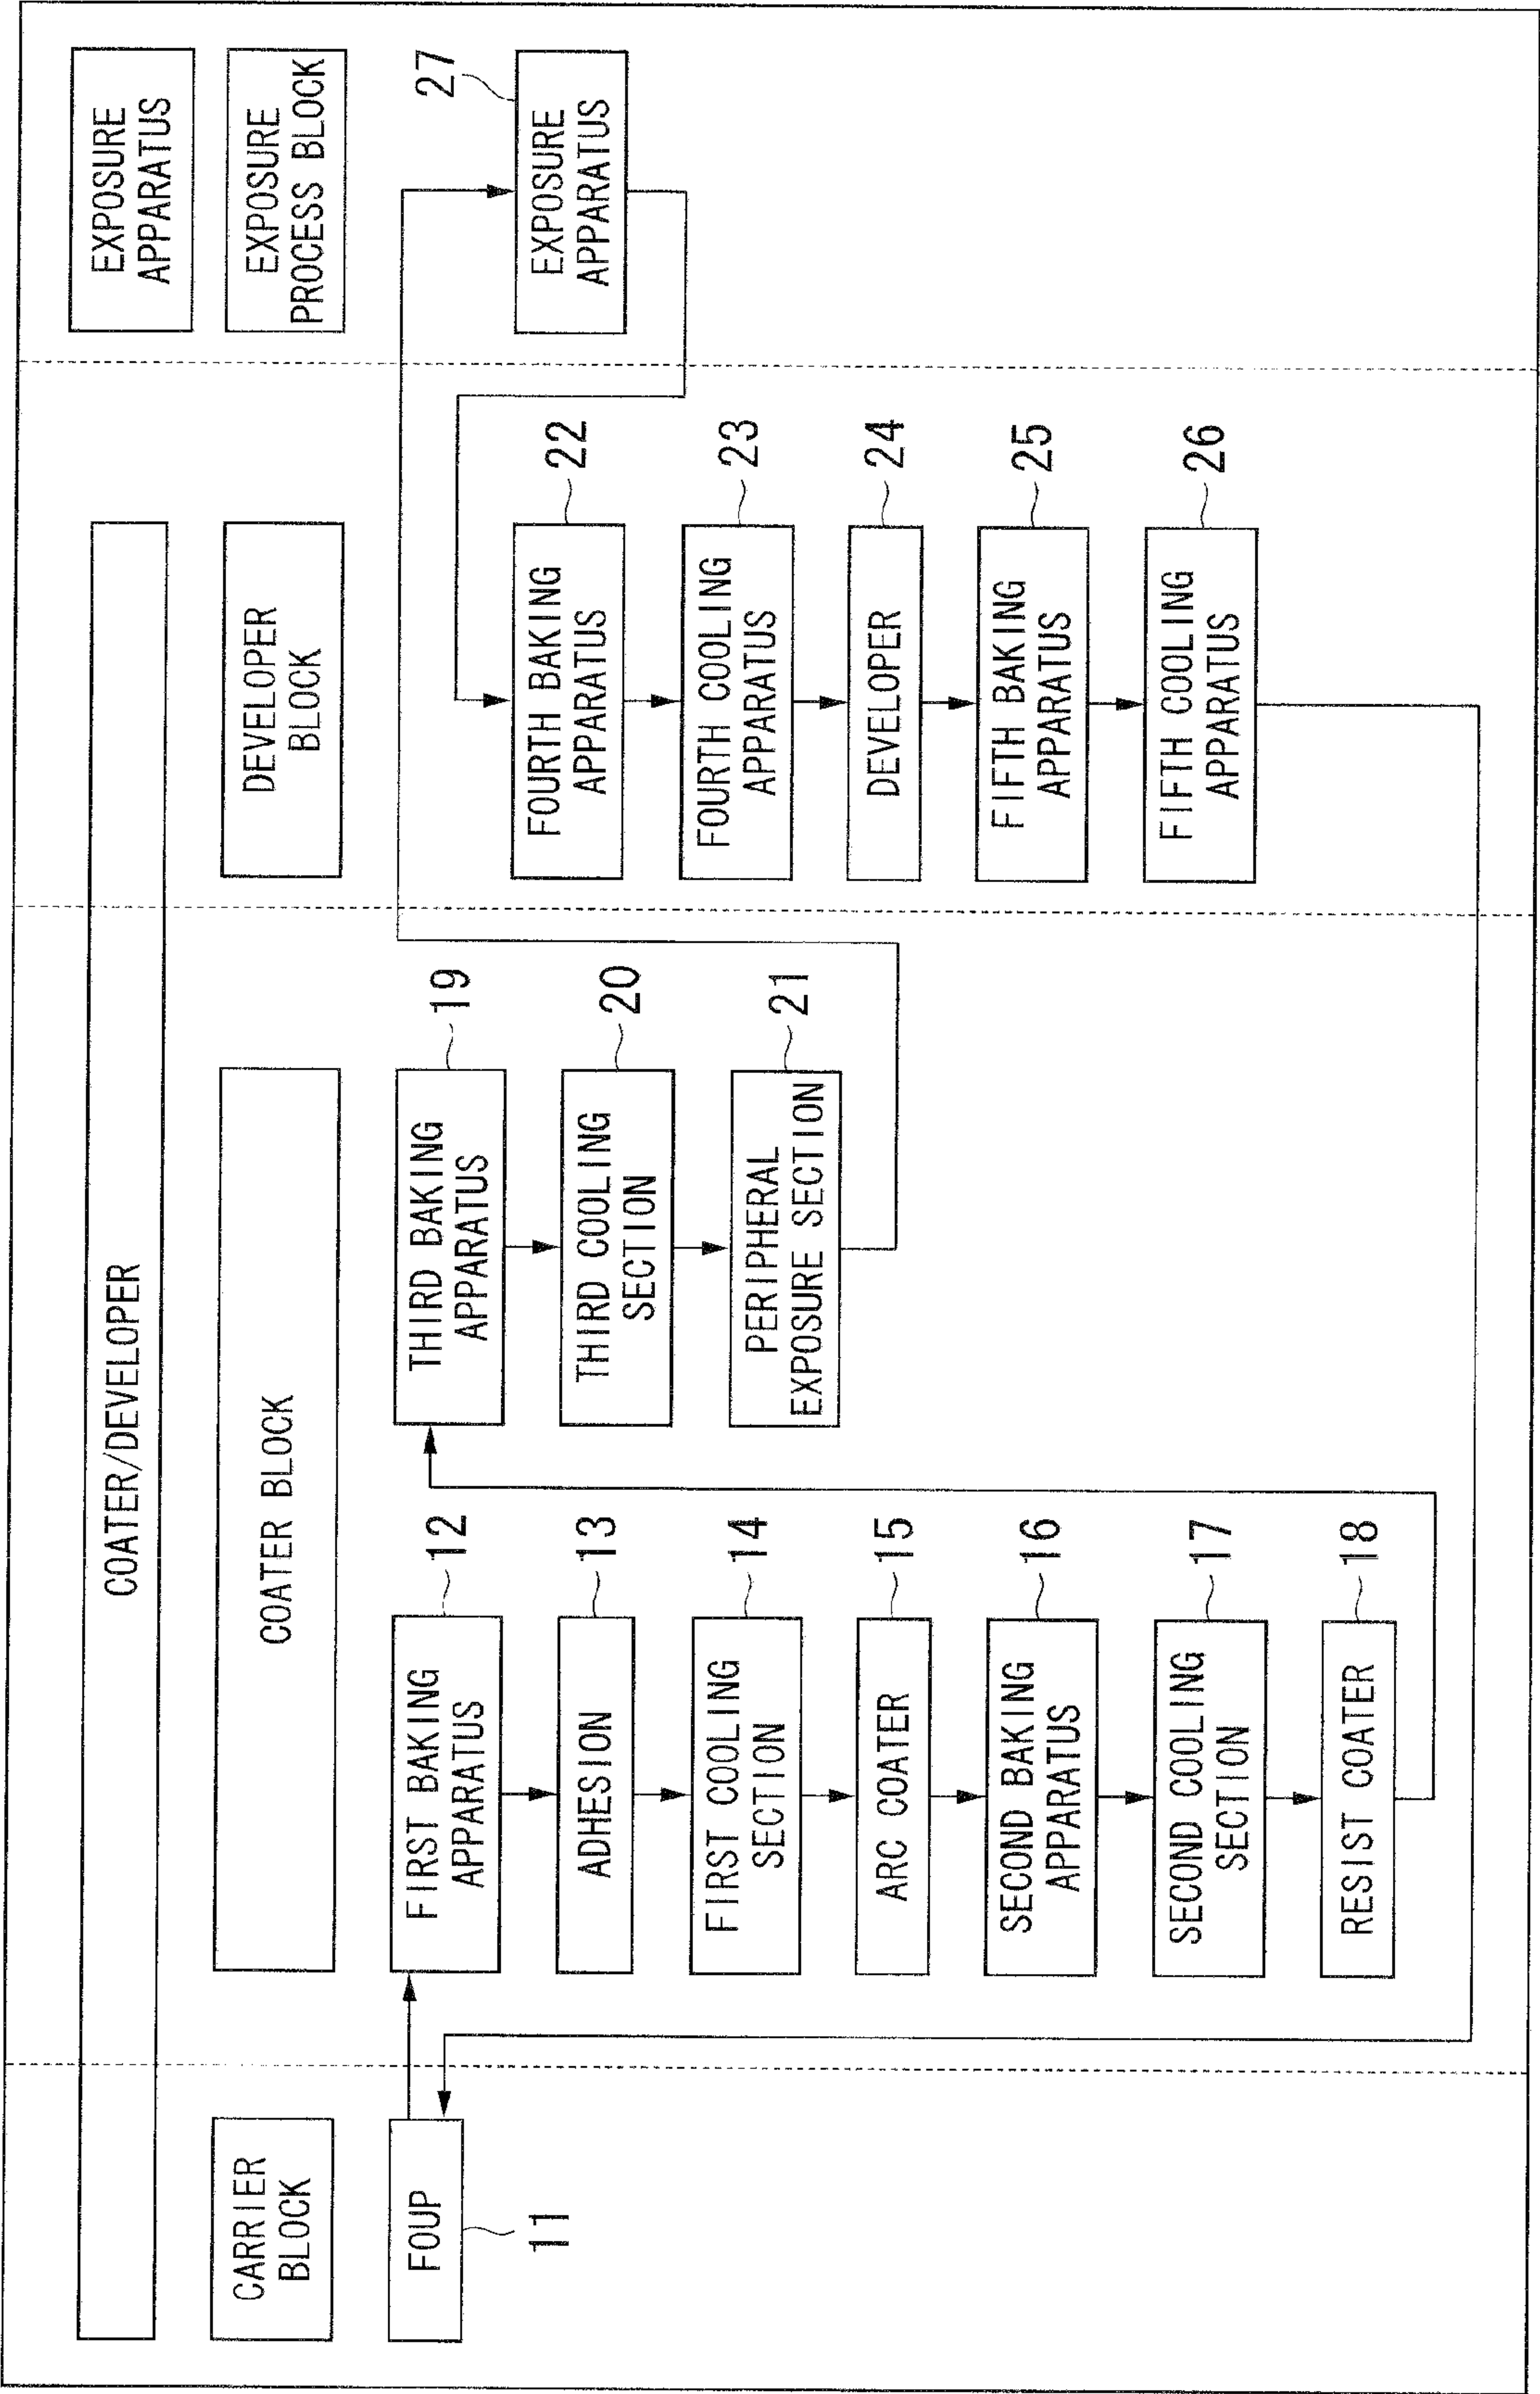 COATER/DEVELOPER
EXPOSURE
APPARATUS
CARRIER
BLOCK
COATER BLOCK
DEVELOPER
BLOCK
EXPOSURE
PROCESS BLOCK
FOUP
11
FIRST BAKING
APPARATUS
12
ADHESION
13
FIRST COOLING
SECTION
14
ARC COATER
15
SECOND BAKING
APPARATUS
16
SECOND COOLING
SECTION
17
RESIST COATER
18
THIRD BAKING
APPARATUS
19
THIRD COOLING
SECTION
20
PERIPHERAL
EXPOSURE SECTION
21
FOURTH BAKING
APPARATUS
22
FOURTH COOLING
APPARATUS
23
DEVELOPER
24
FIFTH BAKING
APPARATUS
25
FIFTH COOLING
APPARATUS
26
27
EXPOSURE
APPARATUS